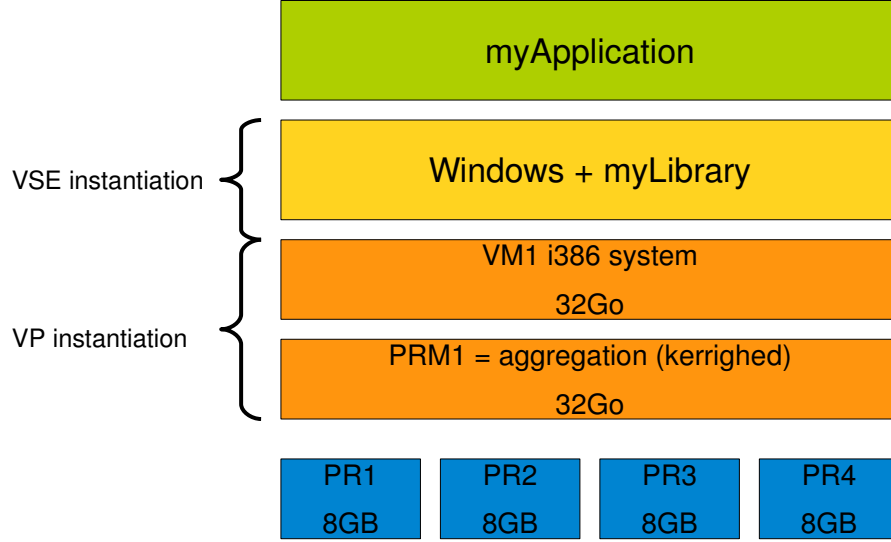 myApplication
VSE instantiation
Windows + myLibrary
VP instantiation
VM1 i386 system
32Go
PRM1 = aggregation (kerrighed)
32Go
PR1
8GB
PR2
8GB
PR3
8GB
PR4
8GB